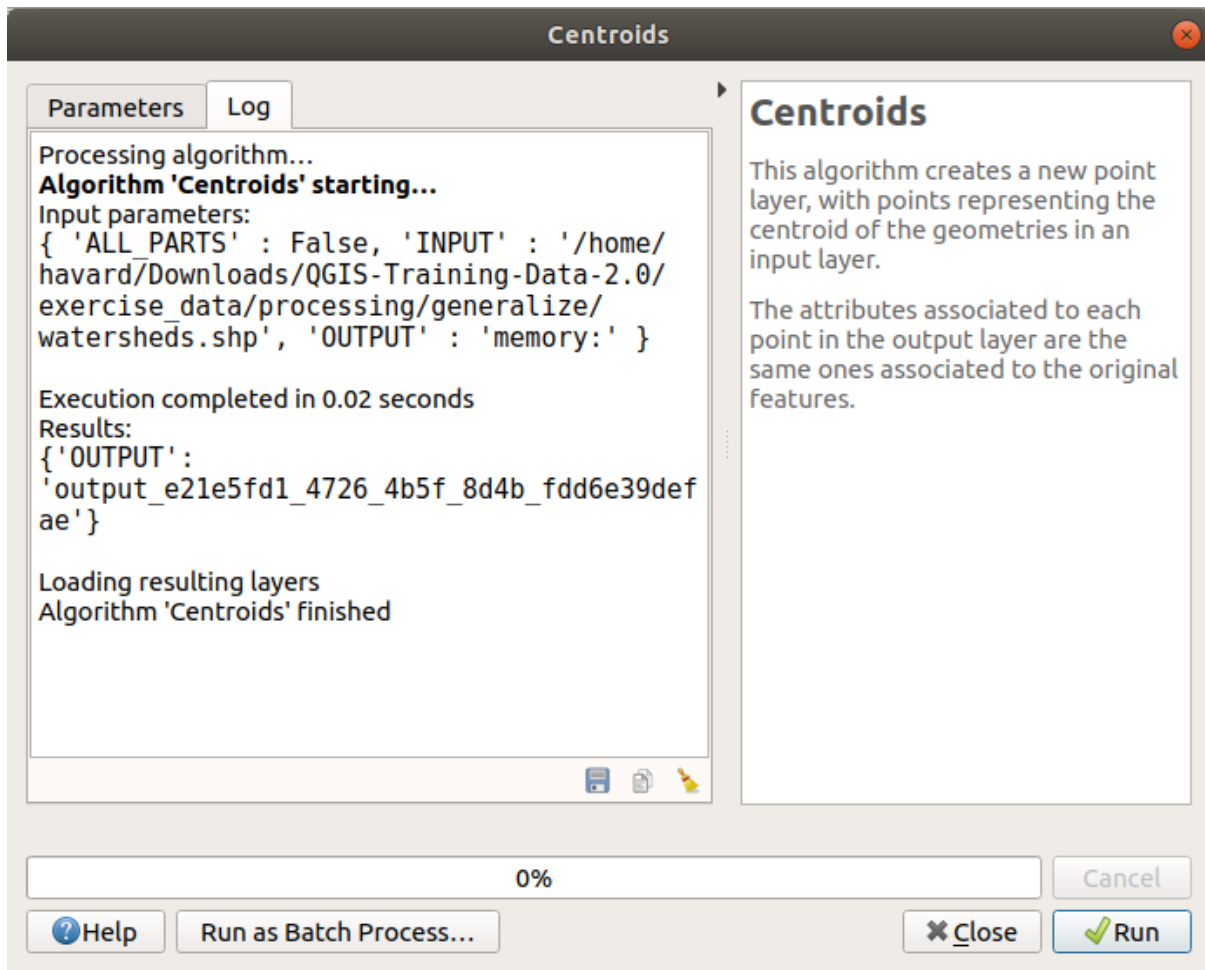 Centroids
Parameters
Log
Processing algorithm…
Algorithm 'Centroids' starting…
Input parameters:
{ 'ALL_PARTS' : False, 'INPUT' : '/home/
havard/Downloads/QGIS-Training-Data-2.0/
exercise_data/processing/generalize/
watersheds.shp', 'OUTPUT' : 'memory:' }
Execution completed in 0.02 seconds
Results:
{'OUTPUT':
'output_e21e5fd1_4726_4b5f_8d4b_fdd6e39def
ae'}
Loading resulting layers
Algorithm 'Centroids' finished
Centroids
This algorithm creates a new point
layer, with points representing the
centroid of the geometries in an
input layer.
The attributes associated to each
point in the output layer are the
same ones associated to the original
features.
0%
Cancel
Help
Run as Batch Process…
Close
Run